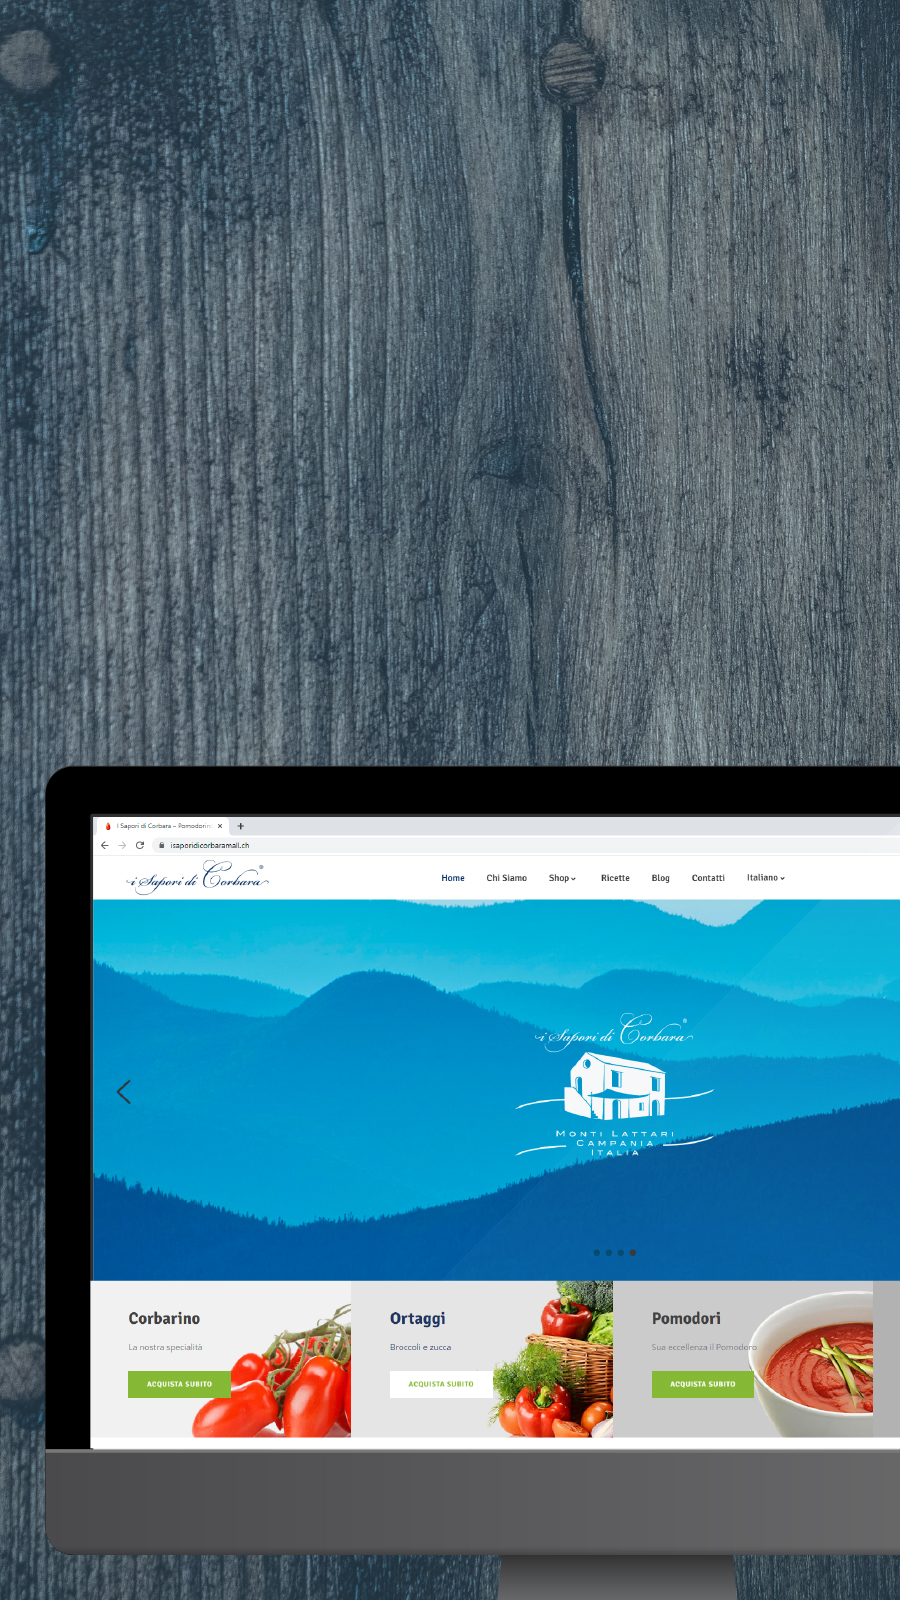 i Sapori di Corbara – Pomodorin
isaporidicorbaramall.ch
i Sapori di Corbara®
Home Chi Siamo Shop Ricette Blog Contatti Italiano
i Sapori di Corbara®
MONTI LATTARI
CAMPANIA
ITALIA
Corbarino Ortaggi Pomodori
La nostra specialità Broccoli e zucca Sua eccellenza il Pomodoro
ACQUISTA SUBITO ACQUISTA SUBITO ACQUISTA SUBITO